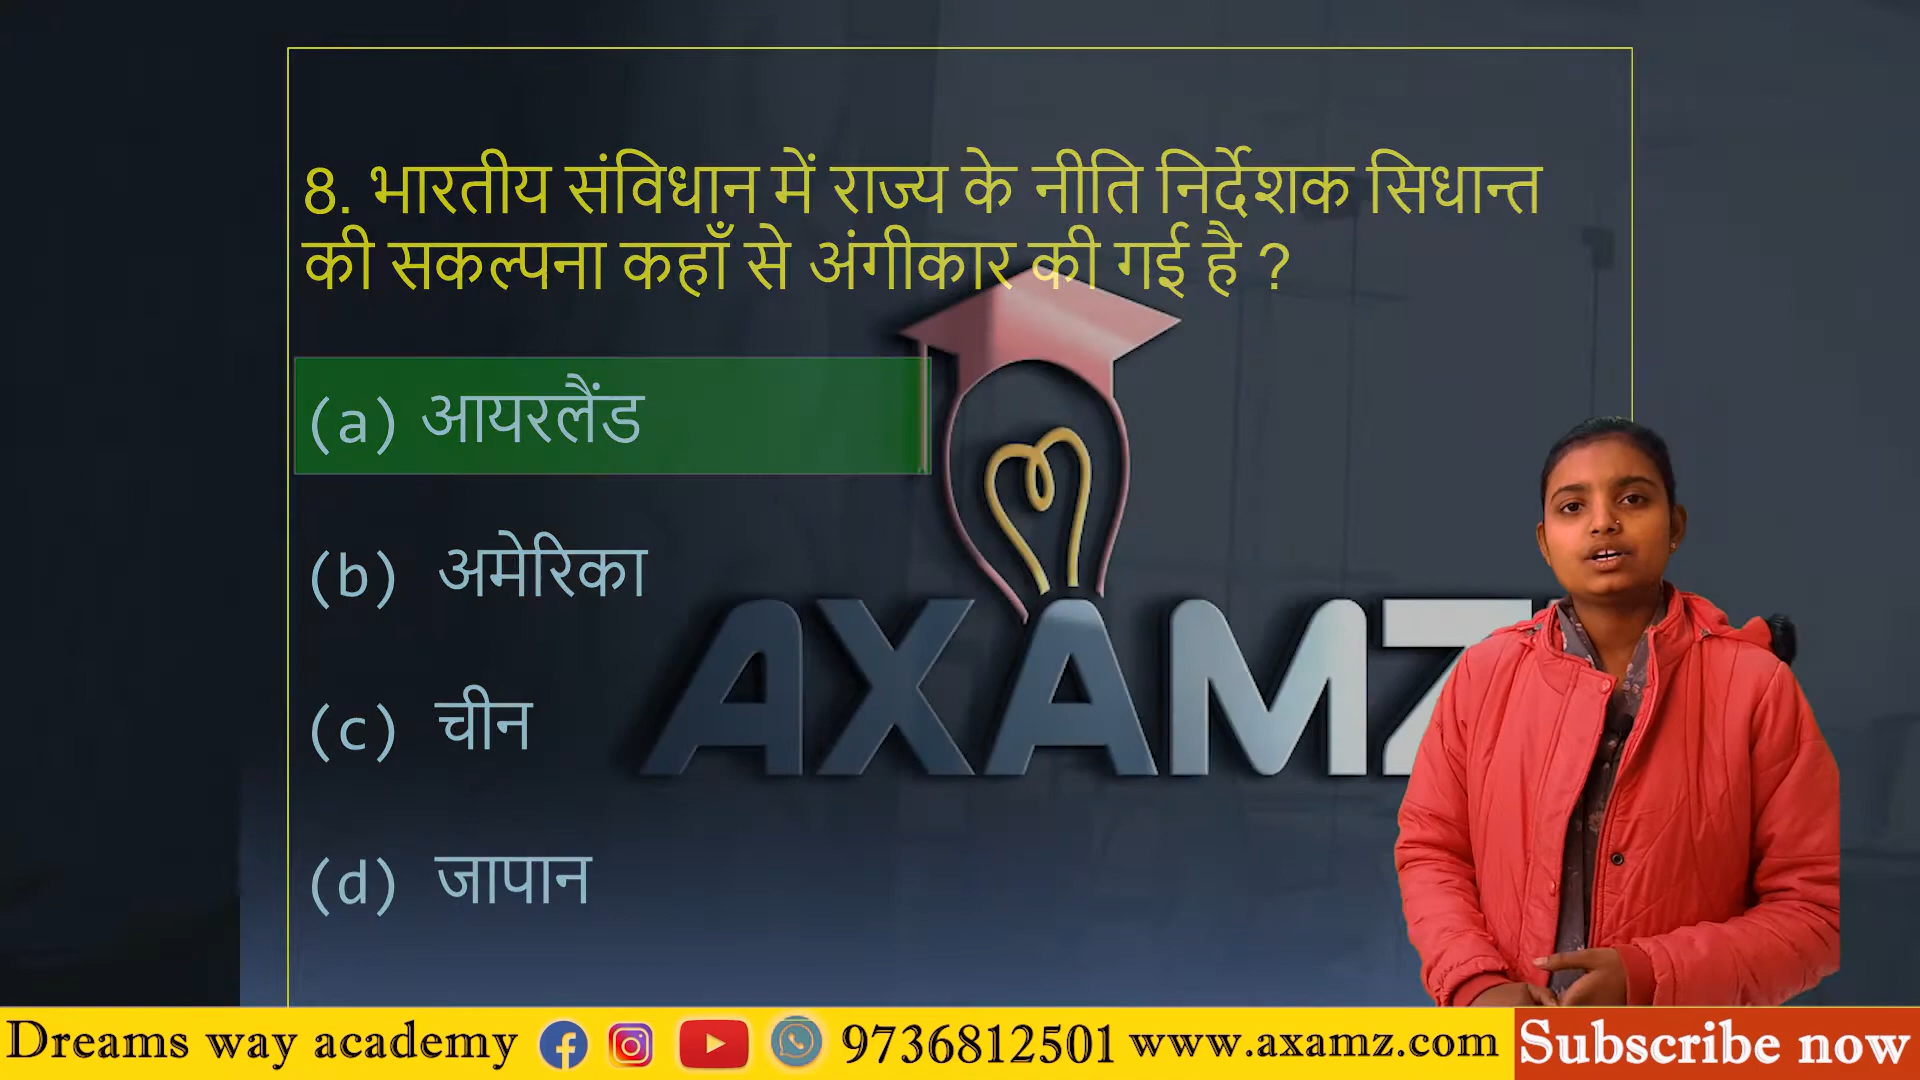 8. भारतीय संविधान में राज्य के नीति निर्देशक सिधान्त
की सकल्पना कहाँ से अंगीकार की गई है ?
(a) आयरलैंड
(b) अमेरिका
(c) चीन
(d) जापान
AXAMZ
Dreams way academy 9736812501 www.axamz.com Subscribe now